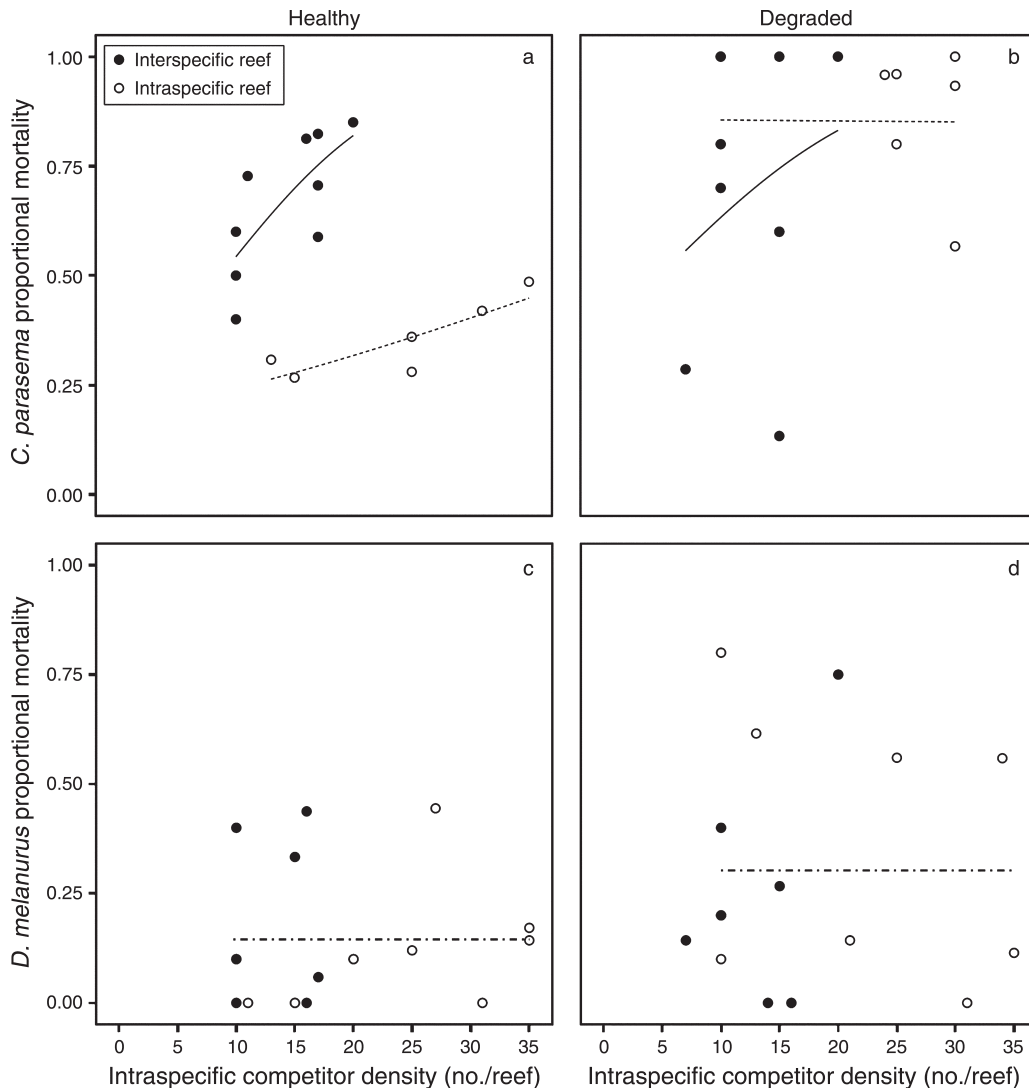 Healthy
Degraded
Interspecific reef
Intraspecific reef
a
b
1.00
0.75
0.50
0.25
0.00
C. parasema proportional mortality
c
d
1.00
0.75
0.50
0.25
0.00
D. melanurus proportional mortality
0 5 10 15 20 25 30 35
0 5 10 15 20 25 30 35
Intraspecific competitor density (no./reef)
Intraspecific competitor density (no./reef)